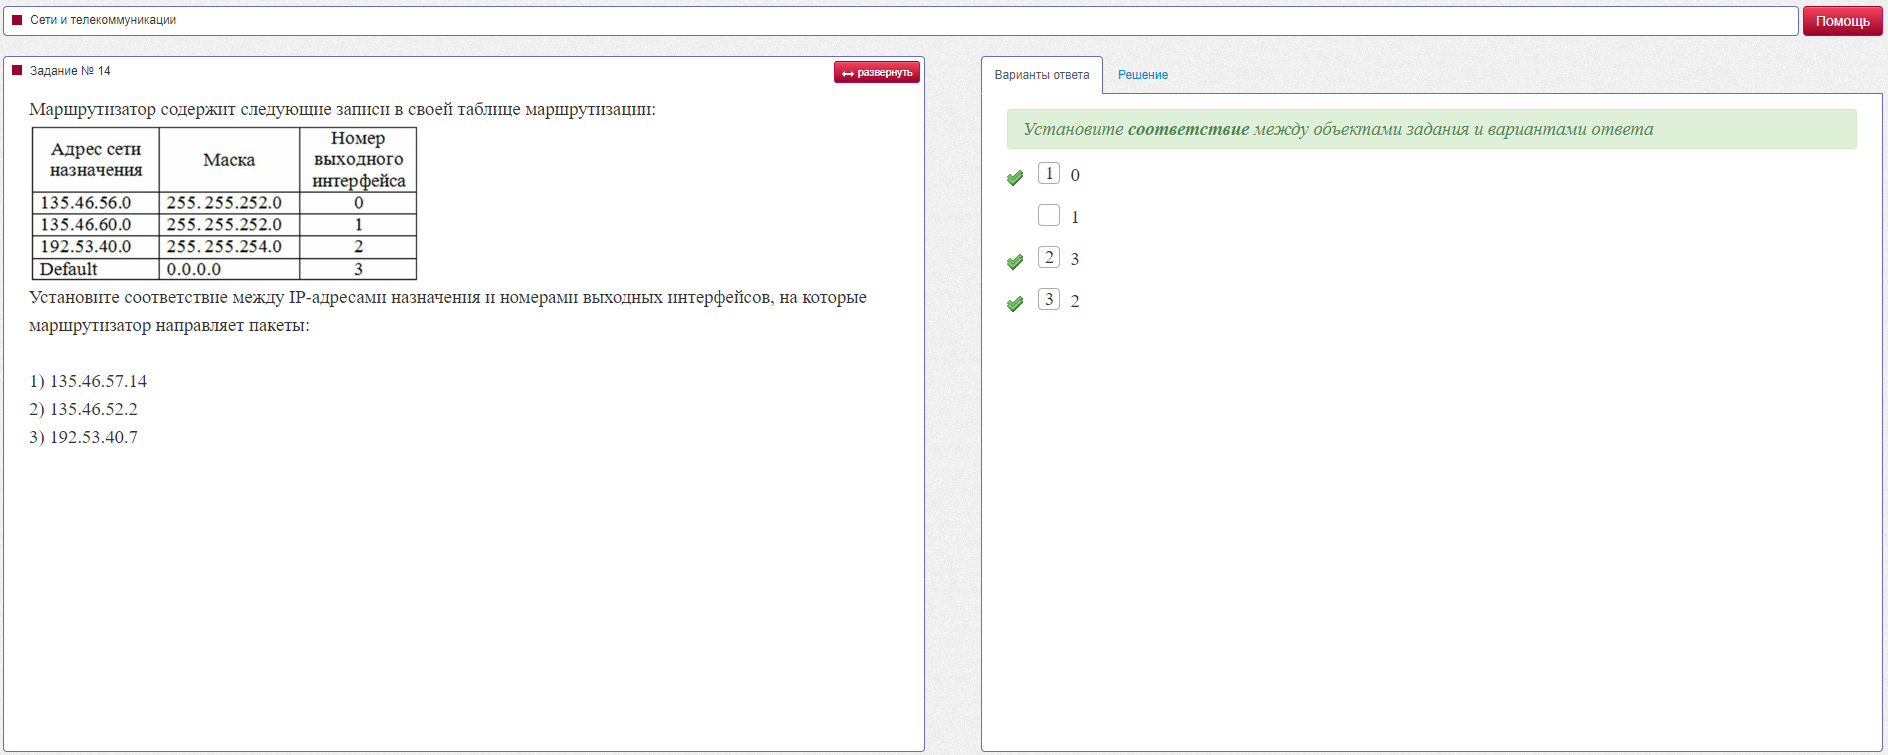 Сети и телекоммуникации
Помощь
Задание № 14
развернуть
Маршрутизатор содержит следующие записи в своей таблице маршрутизации:
Адрес сети назначения Маска Номер выходного интерфейса
135.46.56.0 255.255.252.0 0
135.46.60.0 255.255.252.0 1
192.53.40.0 255.255.254.0 2
Default 0.0.0.0 3
Установите соответствие между IP-адресами назначения и номерами выходных интерфейсов, на которые
маршрутизатор направляет пакеты:
1) 135.46.57.14
2) 135.46.52.2
3) 192.53.40.7
Варианты ответа Решение
Установите соответствие между объектами задания и вариантами ответа
1 0
1
2 3
3 2